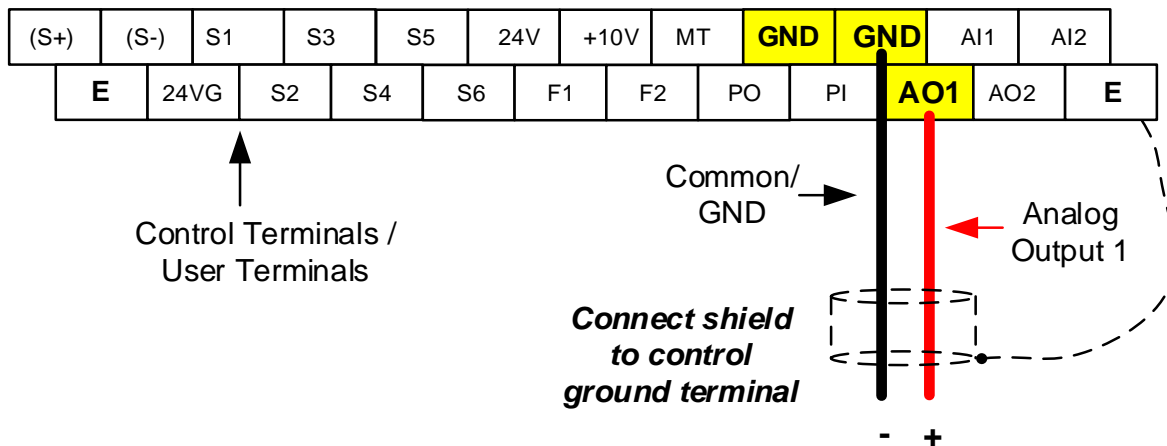 (S+) (S-) S1 S3 S5 24V +10V MT GND GND AI1 AI2
E 24VG S2 S4 S6 F1 F2 PO PI AO1 AO2 E
Common/
GND
Control Terminals /
User Terminals
Analog
Output 1
Connect shield
to control
ground terminal
- +